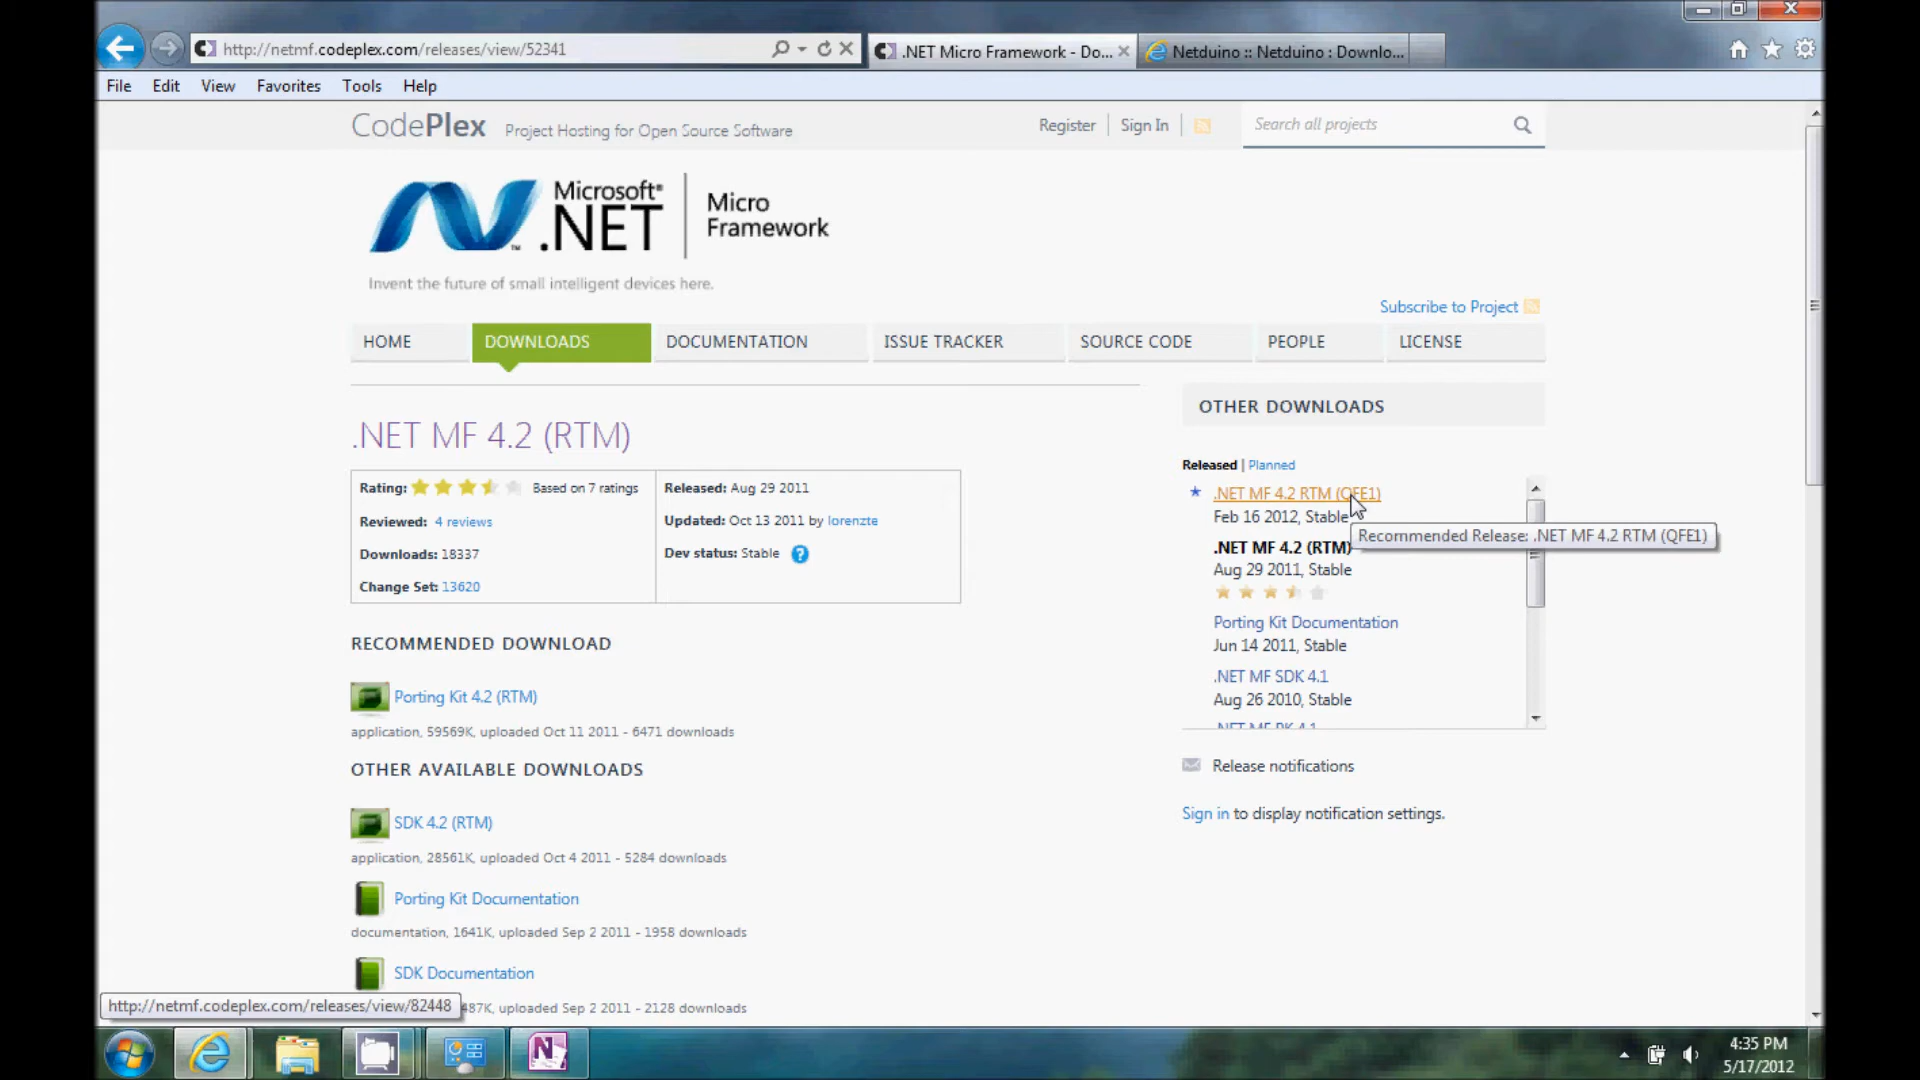 http://netmf.codeplex.com/releases/view/52341
.NET Micro Framework - Do...
Netduino :: Netduino : Downlo...
File Edit View Favorites Tools Help
CodePlex Project Hosting for Open Source Software
Register Sign In
Search all projects
Microsoft® .NET™ Micro Framework
Invent the future of small intelligent devices here.
Subscribe to Project
HOME DOWNLOADS DOCUMENTATION ISSUE TRACKER SOURCE CODE PEOPLE LICENSE
.NET MF 4.2 (RTM)
Rating: Based on 7 ratings
Reviewed: 4 reviews
Downloads: 18337
Change Set: 13620
Released: Aug 29 2011
Updated: Oct 13 2011 by lorenzte
Dev status: Stable ?
RECOMMENDED DOWNLOAD
Porting Kit 4.2 (RTM)
application, 59569K, uploaded Oct 11 2011 - 6471 downloads
OTHER AVAILABLE DOWNLOADS
SDK 4.2 (RTM)
application, 28561K, uploaded Oct 4 2011 - 5284 downloads
Porting Kit Documentation
documentation, 1641K, uploaded Sep 2 2011 - 1958 downloads
SDK Documentation
487K, uploaded Sep 2 2011 - 2128 downloads
OTHER DOWNLOADS
Released | Planned
.NET MF 4.2 RTM (QFE1)
Feb 16 2012, Stable
Recommended Release: .NET MF 4.2 RTM (QFE1)
.NET MF 4.2 (RTM)
Aug 29 2011, Stable
Porting Kit Documentation
Jun 14 2011, Stable
.NET MF SDK 4.1
Aug 26 2010, Stable
.NET MF PK 4.1
Release notifications
Sign in to display notification settings.
http://netmf.codeplex.com/releases/view/82448
4:35 PM
5/17/2012